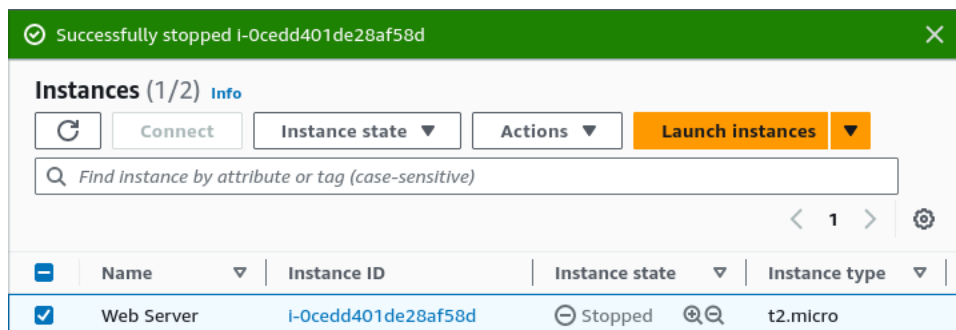 Successfully stopped i-0cedd401de28af58d
Instances (1/2) Info
Connect Instance state Actions Launch instances
Find instance by attribute or tag (case-sensitive)
1
Name Instance ID Instance state Instance type
Web Server i-0cedd401de28af58d Stopped t2.micro